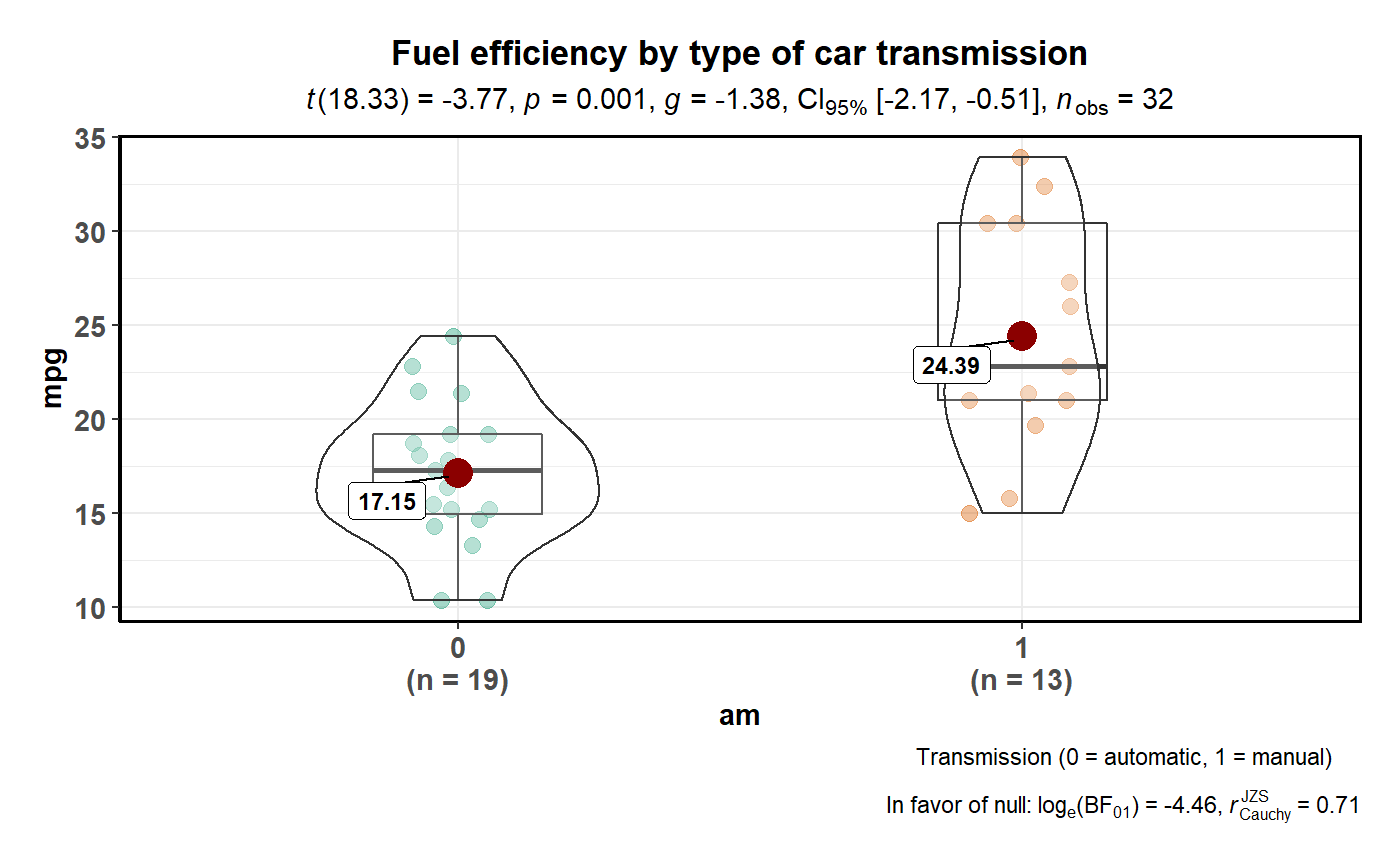 Fuel efficiency by type of car transmission
t(18.33) = -3.77, p = 0.001, g = -1.38, CI95% [-2.17, -0.51], nobs = 32
35
30
25
20
15
10
mpg
17.15
24.39
0
(n = 19)
1
(n = 13)
am
Transmission (0 = automatic, 1 = manual)
In favor of null: loge(BF01) = -4.46, rJZSCauchy = 0.71